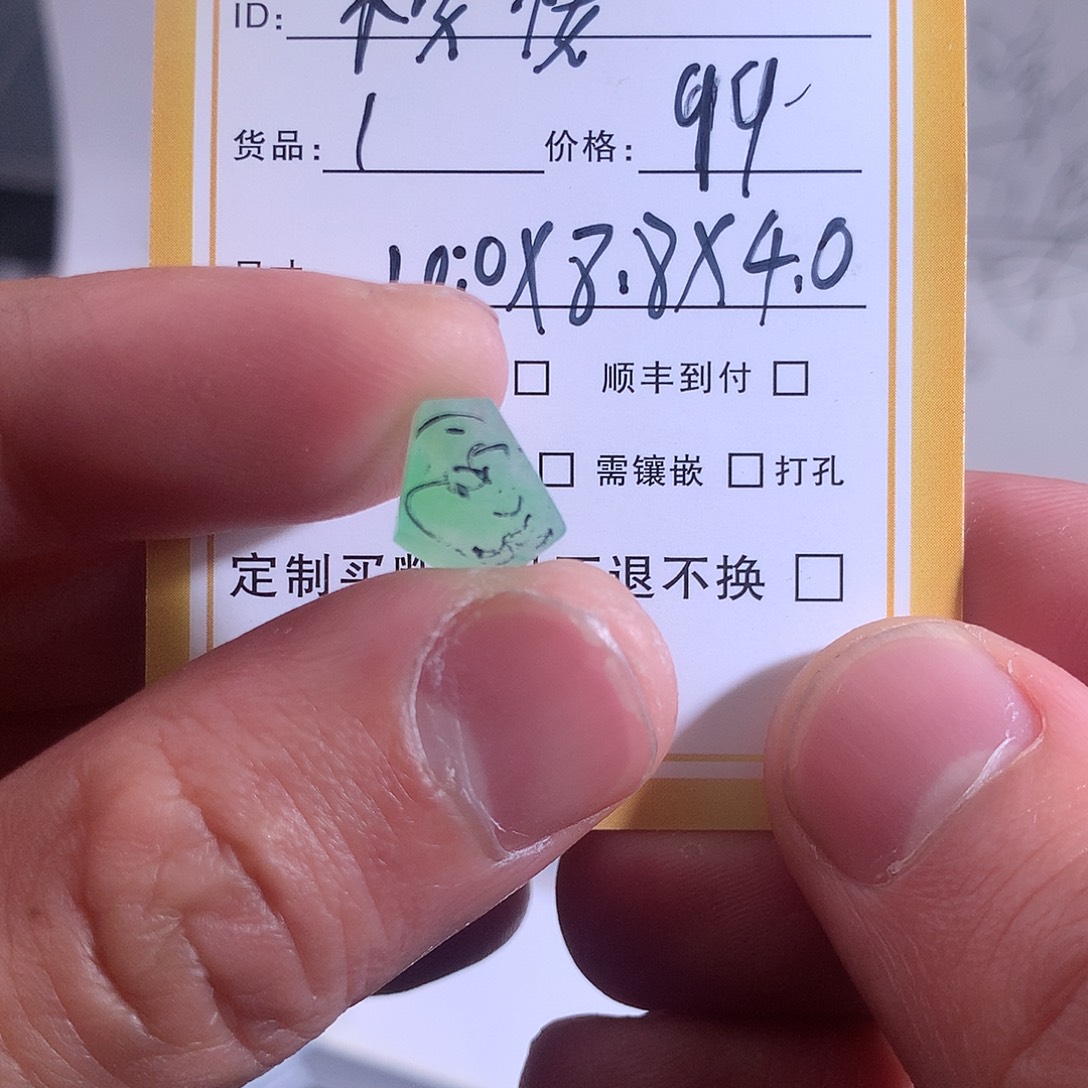 ID:
货品: 1 价格: 99
10.0X8.8X4.0
□ 顺丰到付 □
□ 需镶嵌 □ 打孔
定制买 退不换 □